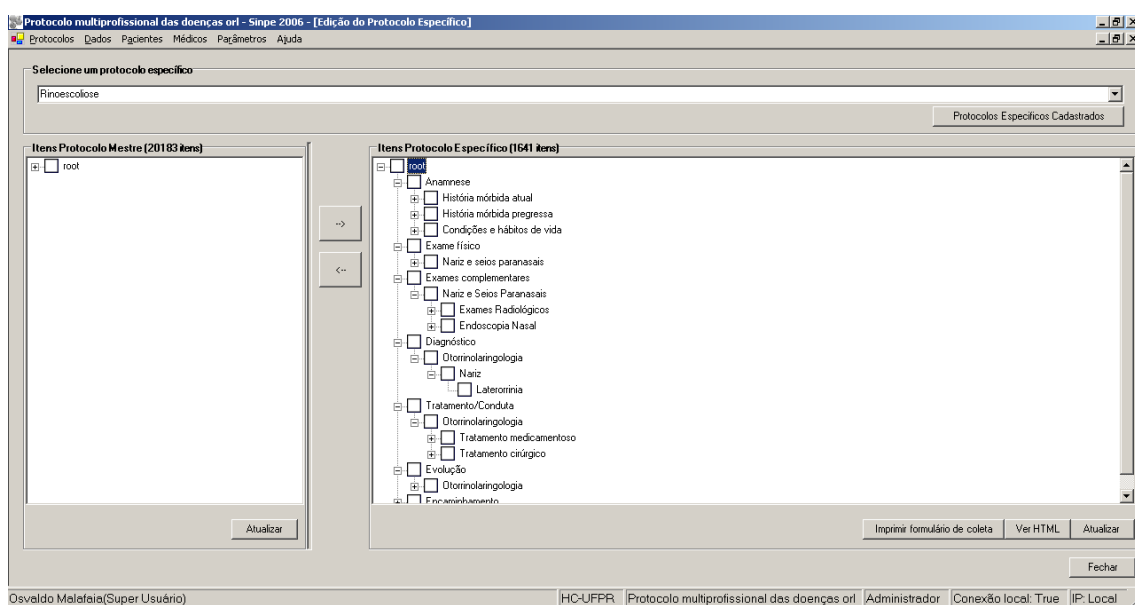 Protocolo multiprofissional das doenças orl - Sinpe 2006 - [Edição do Protocolo Específico]
Protocolos Dados Pacientes Médicos Parâmetros Ajuda
Selecione um protocolo específico
Rinoescoliose
Protocolos Especificos Cadastrados
Itens Protocolo Mestre (20183 itens)
root
Atualizar
-->
<--
Itens Protocolo Específico (1641 itens)
root
Anamnese
História mórbida atual
História mórbida pregressa
Condições e hábitos de vida
Exame físico
Nariz e seios paranasais
Exames complementares
Nariz e Seios Paranasais
Exames Radiológicos
Endoscopia Nasal
Diagnóstico
Otorrinolaringologia
Nariz
Laterorrinia
Tratamento/Conduta
Otorrinolaringologia
Tratamento medicamentoso
Tratamento cirúrgico
Evolução
Otorrinolaringologia
Encaminhamento
Imprimir formulário de coleta Ver HTML Atualizar
Fechar
Osvaldo Malafaia(Super Usuário) HC-UFPR Protocolo multiprofissional das doenças orl Administrador Conexão local: True IP: Local